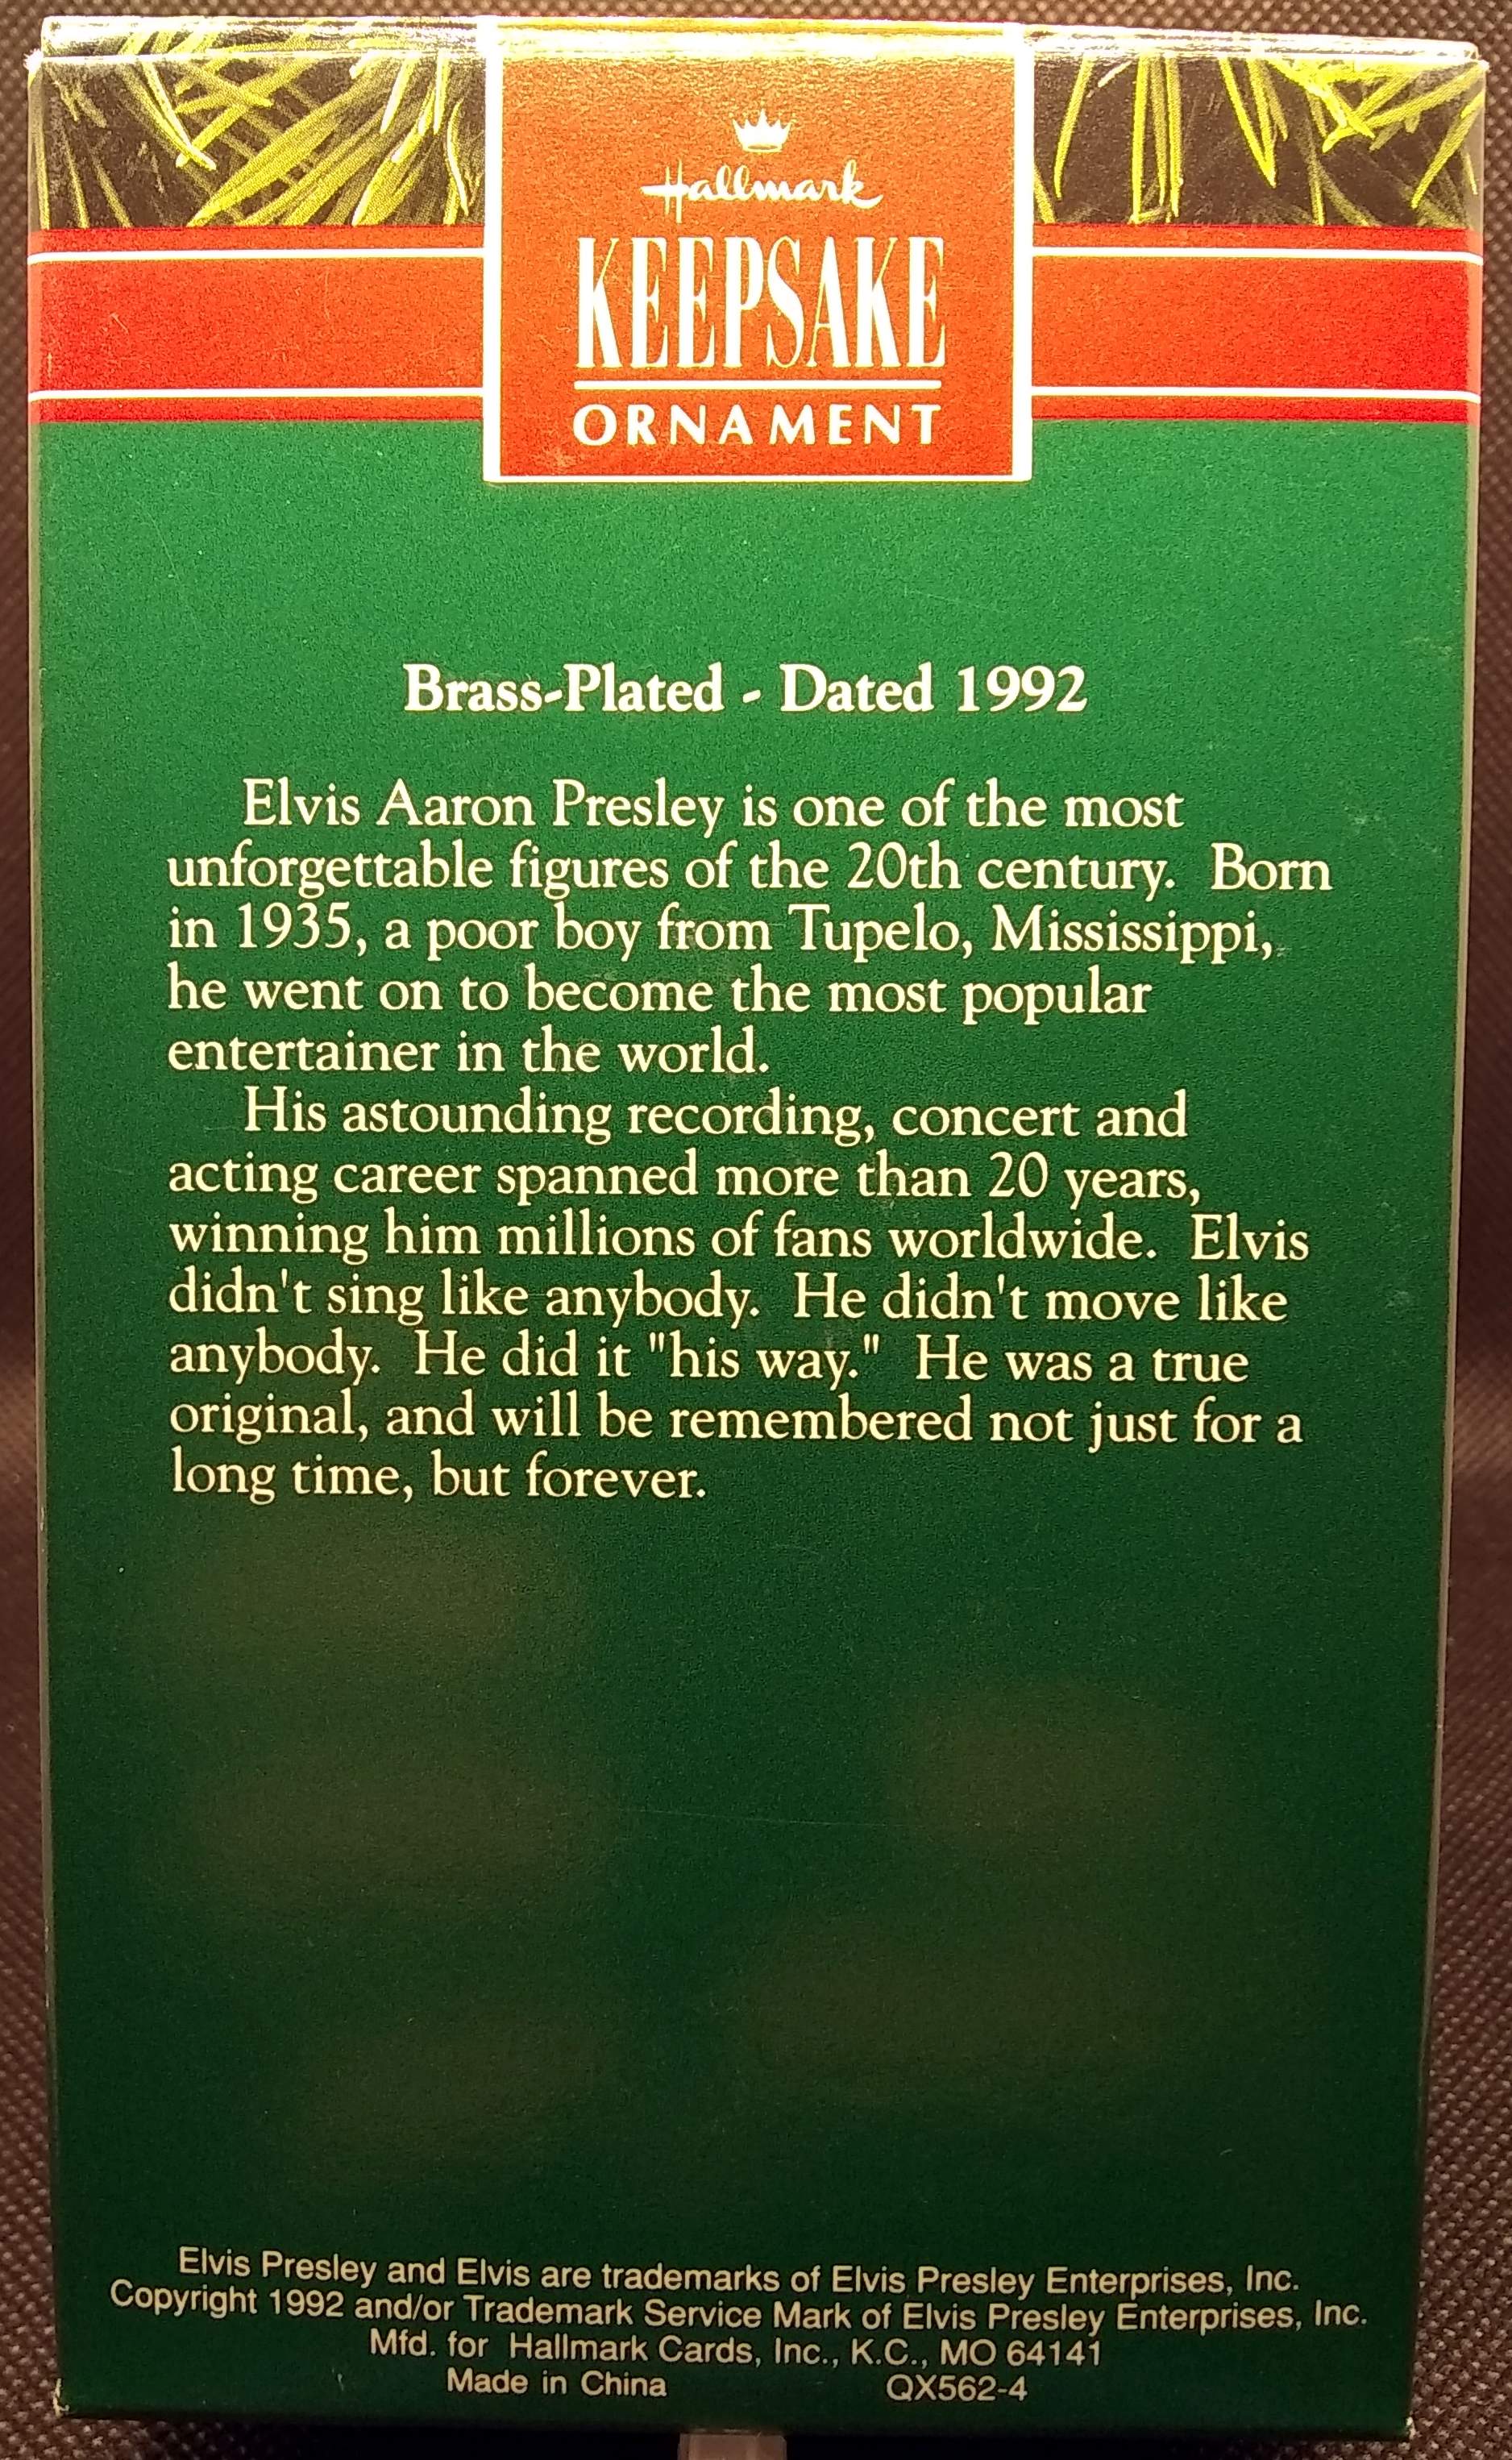 Hallmark
KEEPSAKE
ORNAMENT
Brass-Plated - Dated 1992
Elvis Aaron Presley is one of the most
unforgettable figures of the 20th century. Born
in 1935, a poor boy from Tupelo, Mississippi,
he went on to become the most popular
entertainer in the world.
His astounding recording, concert and
acting career spanned more than 20 years,
winning him millions of fans worldwide. Elvis
didn't sing like anybody. He didn't move like
anybody. He did it "his way." He was a true
original, and will be remembered not just for a
long time, but forever.
Elvis Presley and Elvis are trademarks of Elvis Presley Enterprises, Inc.
Copyright 1992 and/or Trademark Service Mark of Elvis Presley Enterprises, Inc.
Mfd. for Hallmark Cards, Inc., K.C., MO 64141
Made in China QX562-4